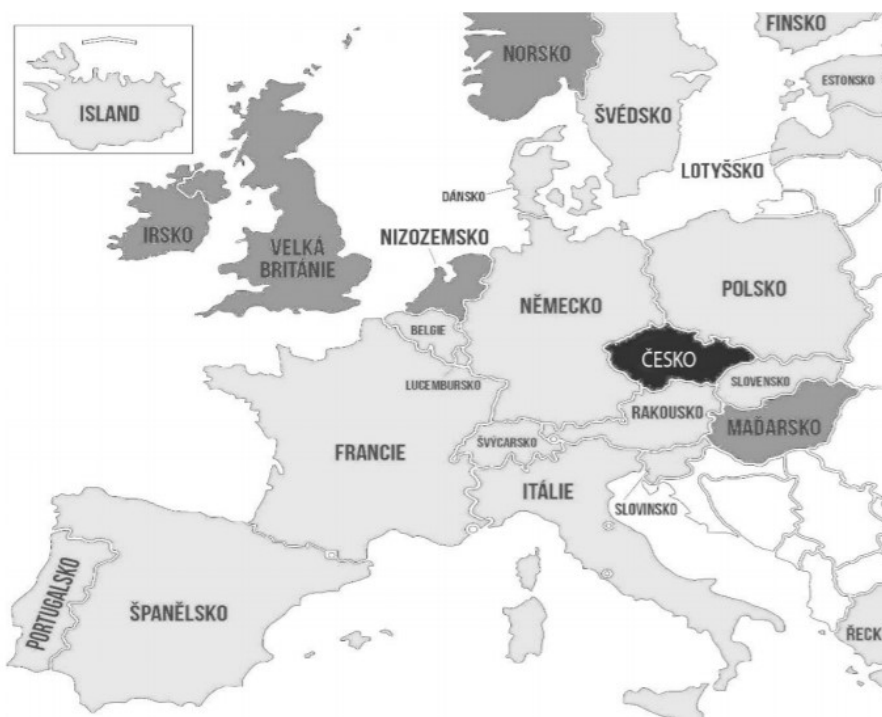 FINSKO
NORSKO
ESTONSKO
ISLAND
ŠVÉDSKO
LOTYŠSKO
DÁNSKO
IRSKO
NIZOZEMSKO
VELKÁ
BRITÁNIE
POLSKO
NĚMECKO
BELGIE
ČESKO
LUCEMBURSKO
SLOVENSKO
RAKOUSKO
MAĎARSKO
ŠVÝCARSKO
FRANCIE
ITÁLIE
SLOVINSKO
PORTUGALSKO
ŠPANĚLSKO
ŘECK